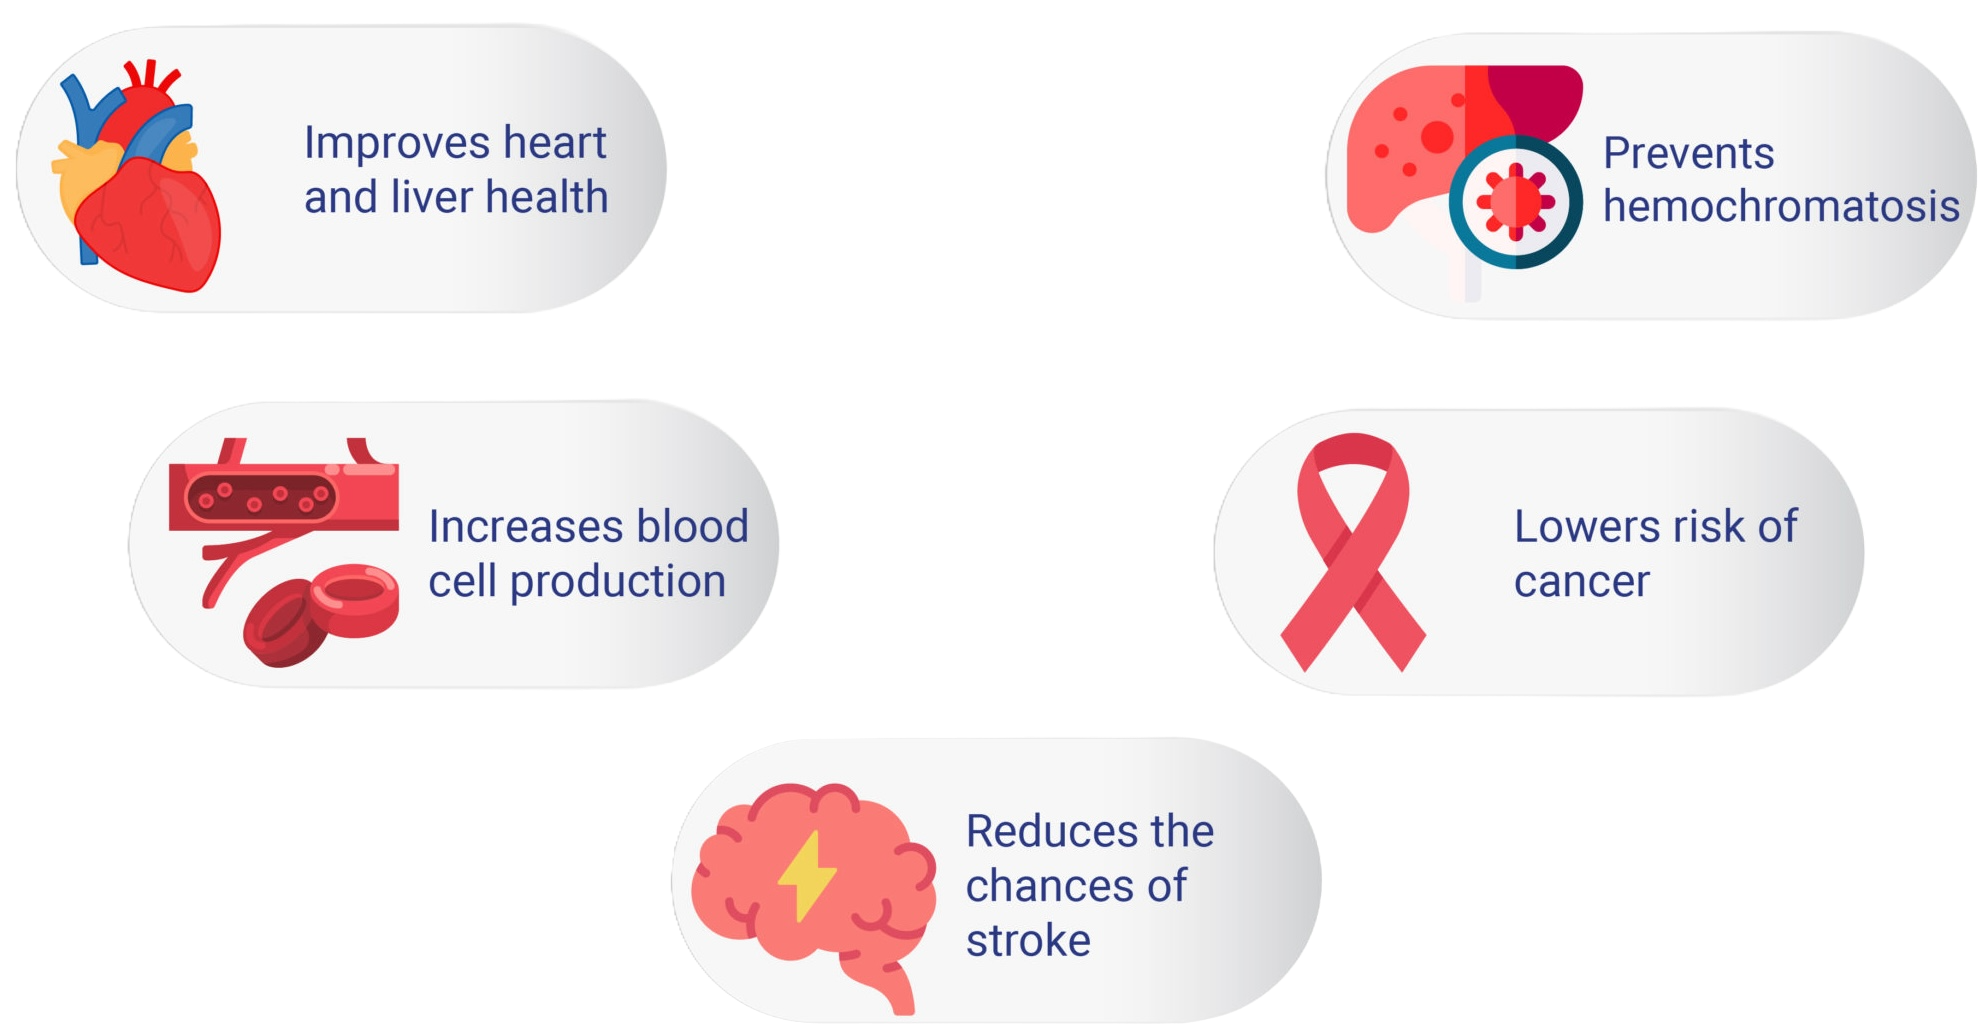 Improves heart
and liver health
Prevents
hemochromatosis
Increases blood
cell production
Lowers risk of
cancer
Reduces the
chances of
stroke